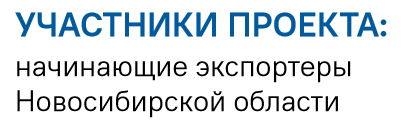 УЧАСТНИКИ ПРОЕКТА:
начинающие экспортеры
Новосибирской области